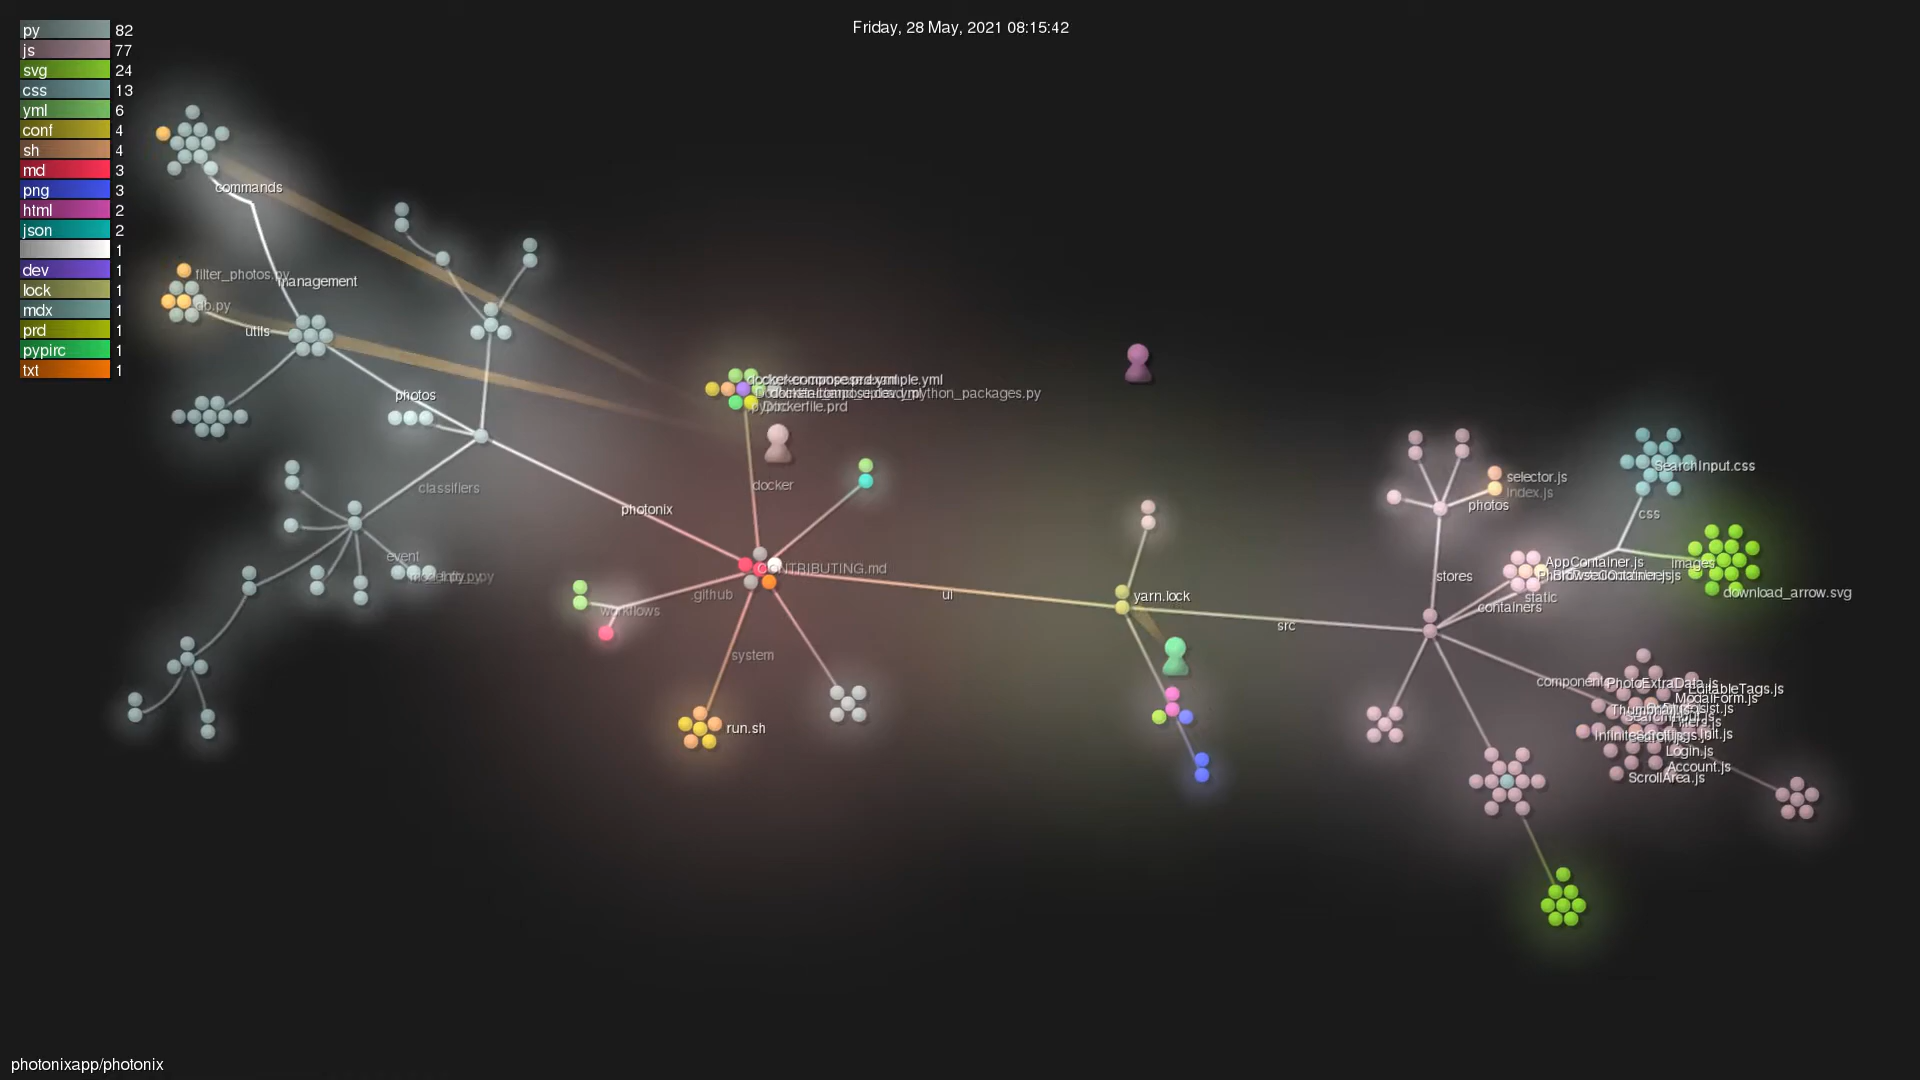 Friday, 28 May, 2021 08:15:42
py 82
js 77
svg 24
css 13
yml 6
conf 4
sh 4
md 3
png 3
html 2
json 2
1
dev 1
lock 1
mdx 1
prd 1
pypirc 1
txt 1
commands
filter_photos.py
management
db.py
utils
photos
classifiers
event
photonix
Dockerfile.prd
docker
CONTRIBUTING.md
.github
workflows
system
run.sh
ui
yarn.lock
src
selector.js
index.js
photos
SearchInput.css
css
AppContainer.js
images
stores
static
containers
download_arrow.svg
components
PhotoExtraData.js
EditableTags.js
ModalForm.js
Init.js
Login.js
Account.js
ScrollArea.js
photonixapp/photonix